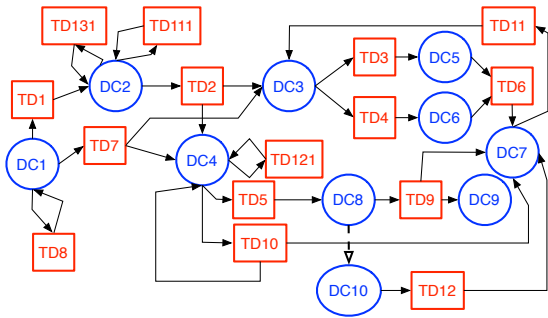 TD131
TD111
TD11
DC2
TD2
DC3
TD3
DC5
TD1
TD6
TD4
DC6
TD7
DC7
DC1
DC4
TD121
TD5
DC8
TD9
DC9
TD8
TD10
DC10
TD12